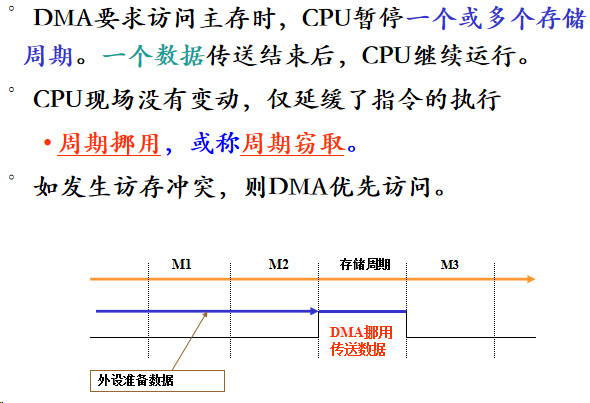 DMA要求访问主存时，CPU暂停一个或多个存储
周期。一个数据传送结束后，CPU继续运行。
CPU现场没有变动，仅延缓了指令的执行
•周期挪用，或称周期窃取。
如发生访存冲突，则DMA优先访问。
M1 M2 存储周期 M3
DMA挪用
传送数据
外设准备数据